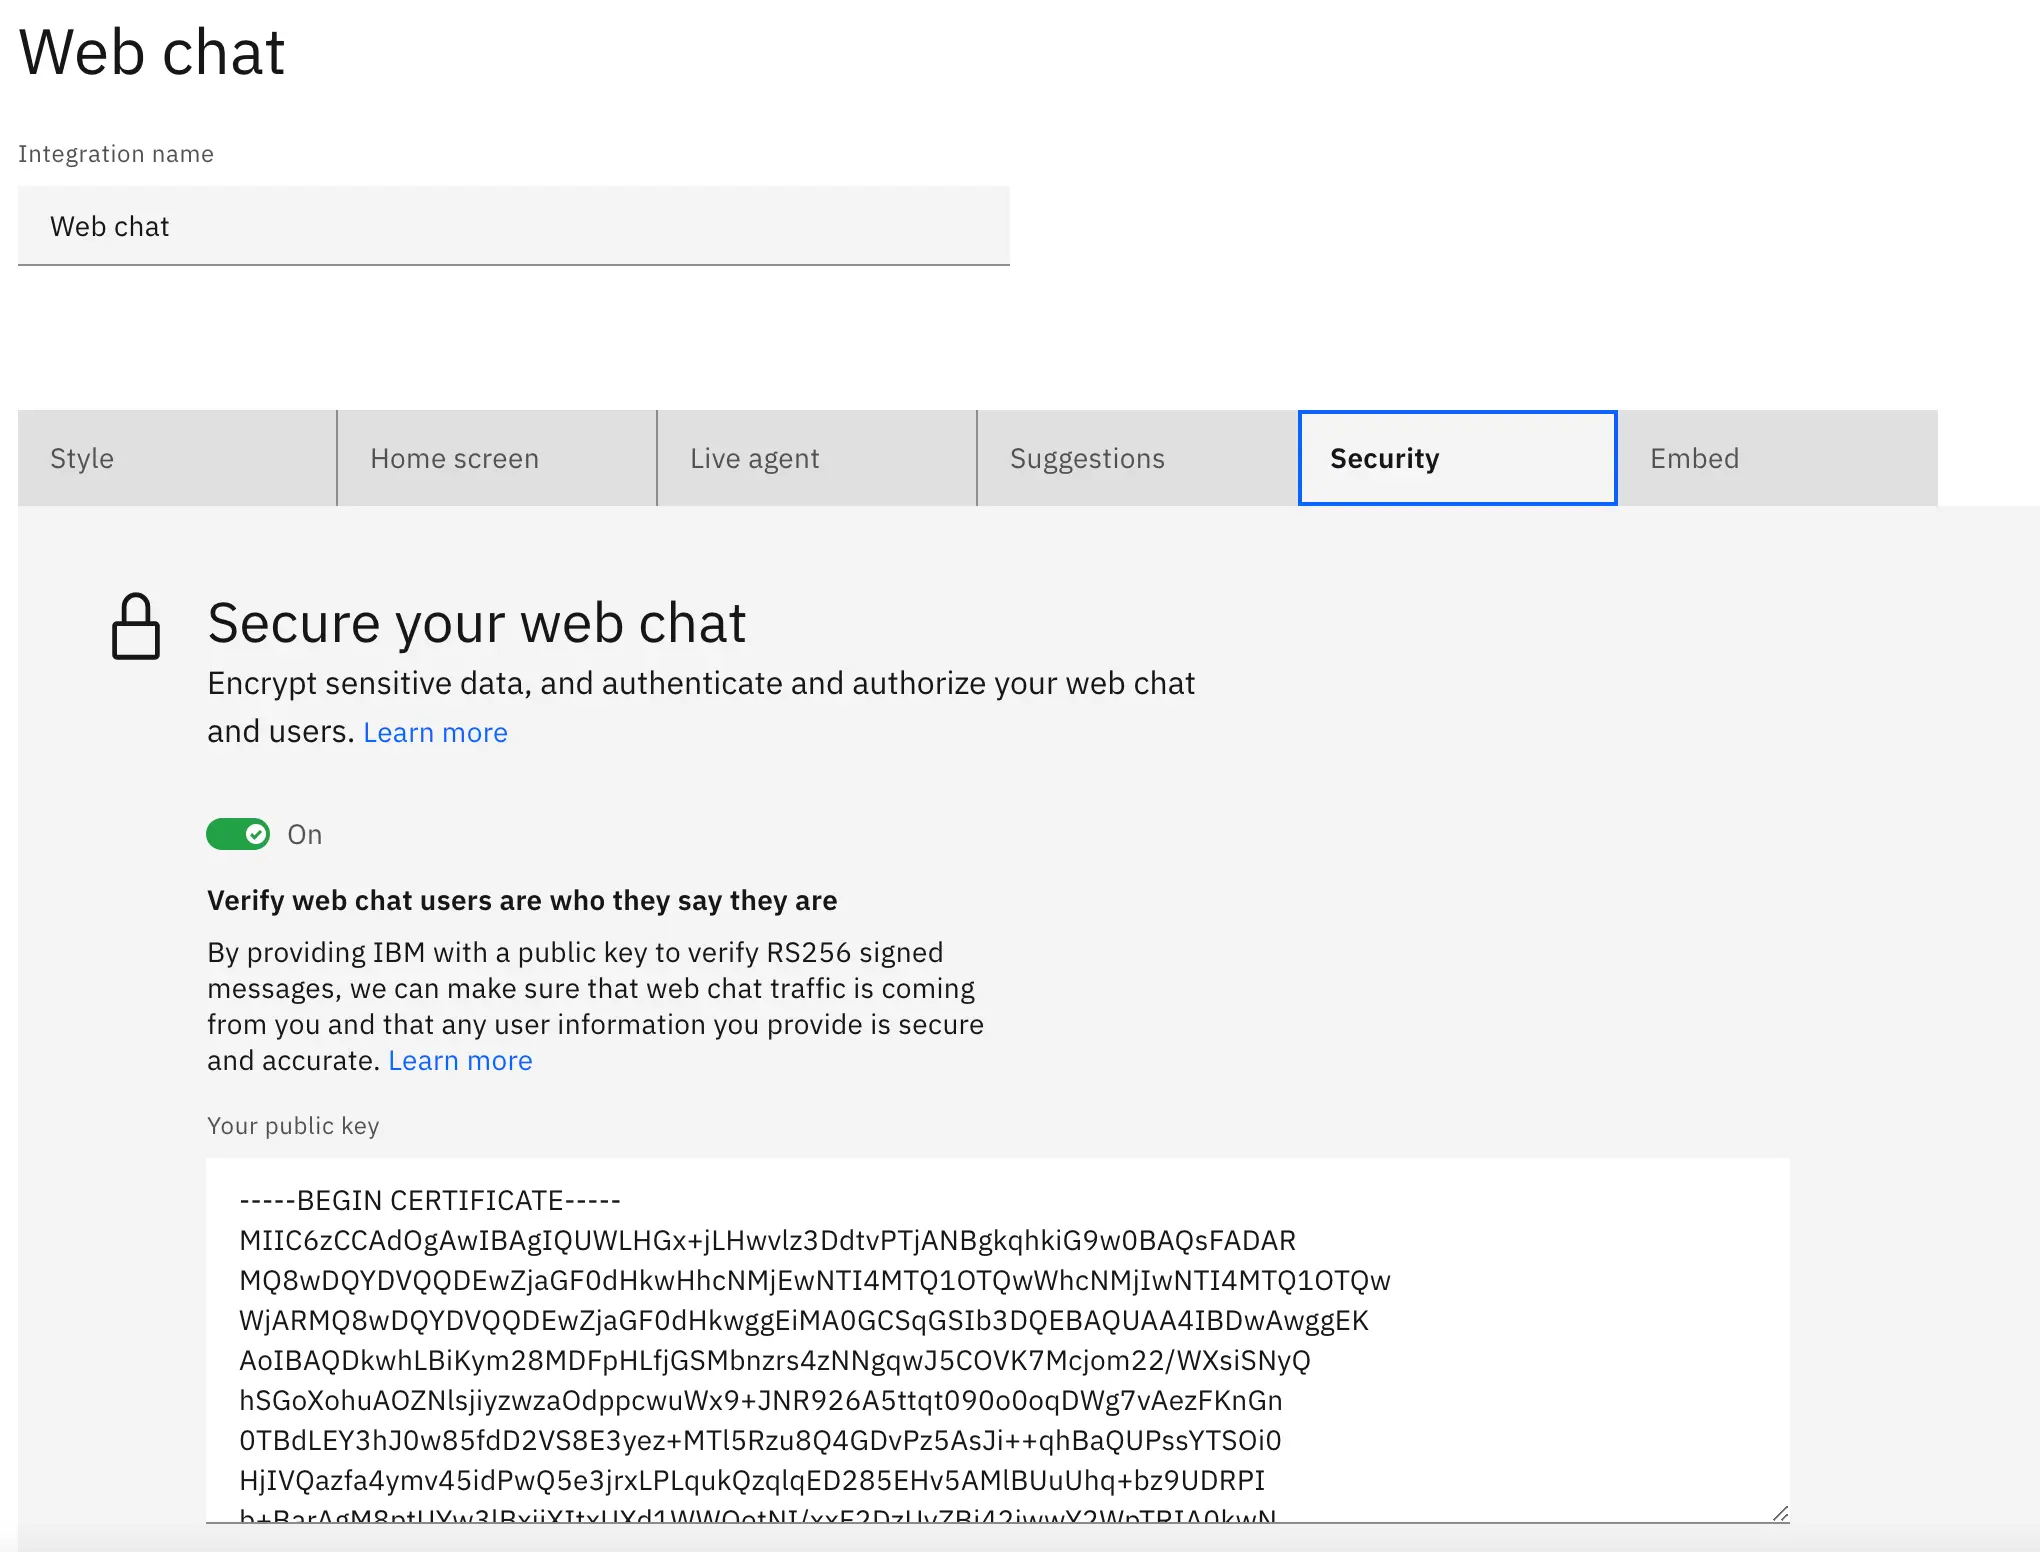 Web chat
Integration name
Web chat
Style
Home screen
Live agent
Suggestions
Security
Embed
Secure your web chat
Encrypt sensitive data, and authenticate and authorize your web chat
and users. Learn more
On
Verify web chat users are who they say they are
By providing IBM with a public key to verify RS256 signed
messages, we can make sure that web chat traffic is coming
from you and that any user information you provide is secure
and accurate. Learn more
Your public key
-----BEGIN CERTIFICATE-----
MIIC6zCCAdOgAwIBAgIQUWLHGx+jLHwvlz3DdtvPTjANBgkqhkiG9w0BAQsFADAR
MQ8wDQYDVQQDEwZjaGF0dHkwHhcNMjEwNTI4MTQ1OTQwWhcNMjIwNTI4MTQ1OTQw
WjARMQ8wDQYDVQQDEwZjaGF0dHkwggEiMA0GCSqGSIb3DQEBAQUAA4IBDwAwggEK
AoIBAQDkwhLBiKym28MDFpHLfjGSMbnzrs4zNNgqwJ5COVK7Mcjom22/WXsiSNyQ
hSGoXohuAOZNlsjiyzwzaOdppcwuWx9+JNR926A5ttqt090o0oqDWg7vAezFKnGn
0TBdLEY3hJ0w85fdD2VS8E3yez+MTl5Rzu8Q4GDvPz5AsJi++qhBaQUPssYTSOi0
HjIVQazfa4ymv45idPwQ5e3jrxLPLqukQzqlqED285EHv5AMlBUuUhq+bz9UDRPI